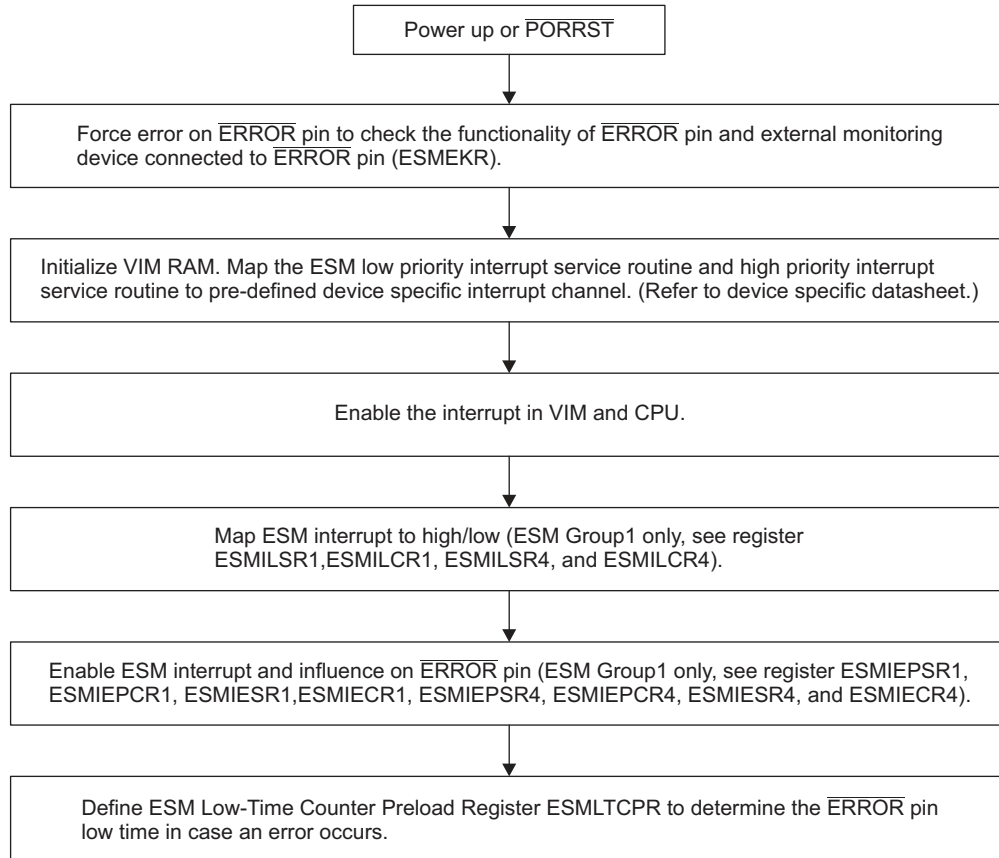 Power up or PORRST
Force error on ERROR pin to check the functionality of ERROR pin and external monitoring
device connected to ERROR pin (ESMEKR).
Initialize VIM RAM. Map the ESM low priority interrupt service routine and high priority interrupt
service routine to pre-defined device specific interrupt channel. (Refer to device specific datasheet.)
Enable the interrupt in VIM and CPU.
Map ESM interrupt to high/low (ESM Group1 only, see register
ESMILSR1,ESMILCR1, ESMILSR4, and ESMILCR4).
Enable ESM interrupt and influence on ERROR pin (ESM Group1 only, see register ESMIEPSR1,
ESMIEPCR1, ESMIESR1,ESMIECR1, ESMIEPSR4, ESMIEPCR4, ESMIESR4, and ESMIECR4).
Define ESM Low-Time Counter Preload Register ESMLTCPR to determine the ERROR pin
low time in case an error occurs.